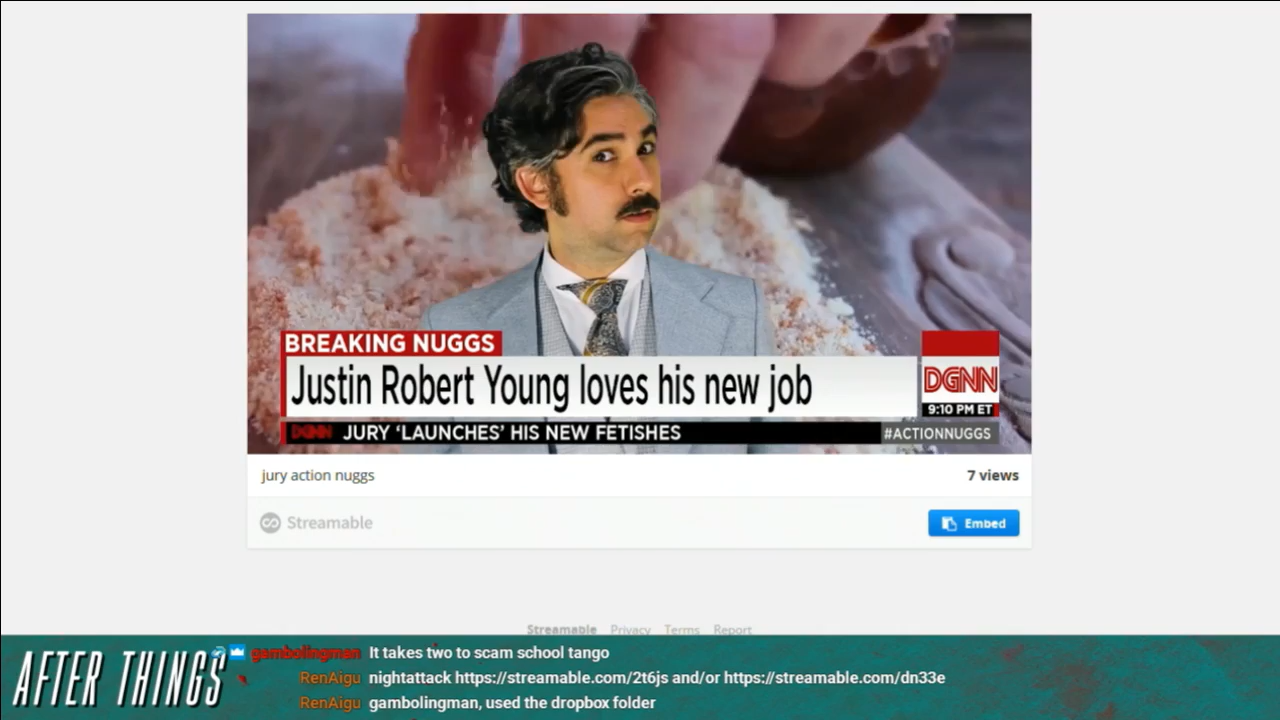 BREAKING NUGGS
Justin Robert Young loves his new job
DGNN
9:10 PM ET
DGNN JURY ‘LAUNCHES’ HIS NEW FETISHES
#ACTIONNUGGS
jury action nuggs
7 views
Streamable
Embed
Streamable Privacy Terms Report
AFTER THINGS
gambolingman It takes two to scam school tango
RenAigu nightattack https://streamable.com/2t6js and/or https://streamable.com/dn33e
RenAigu gambolingman, used the dropbox folder